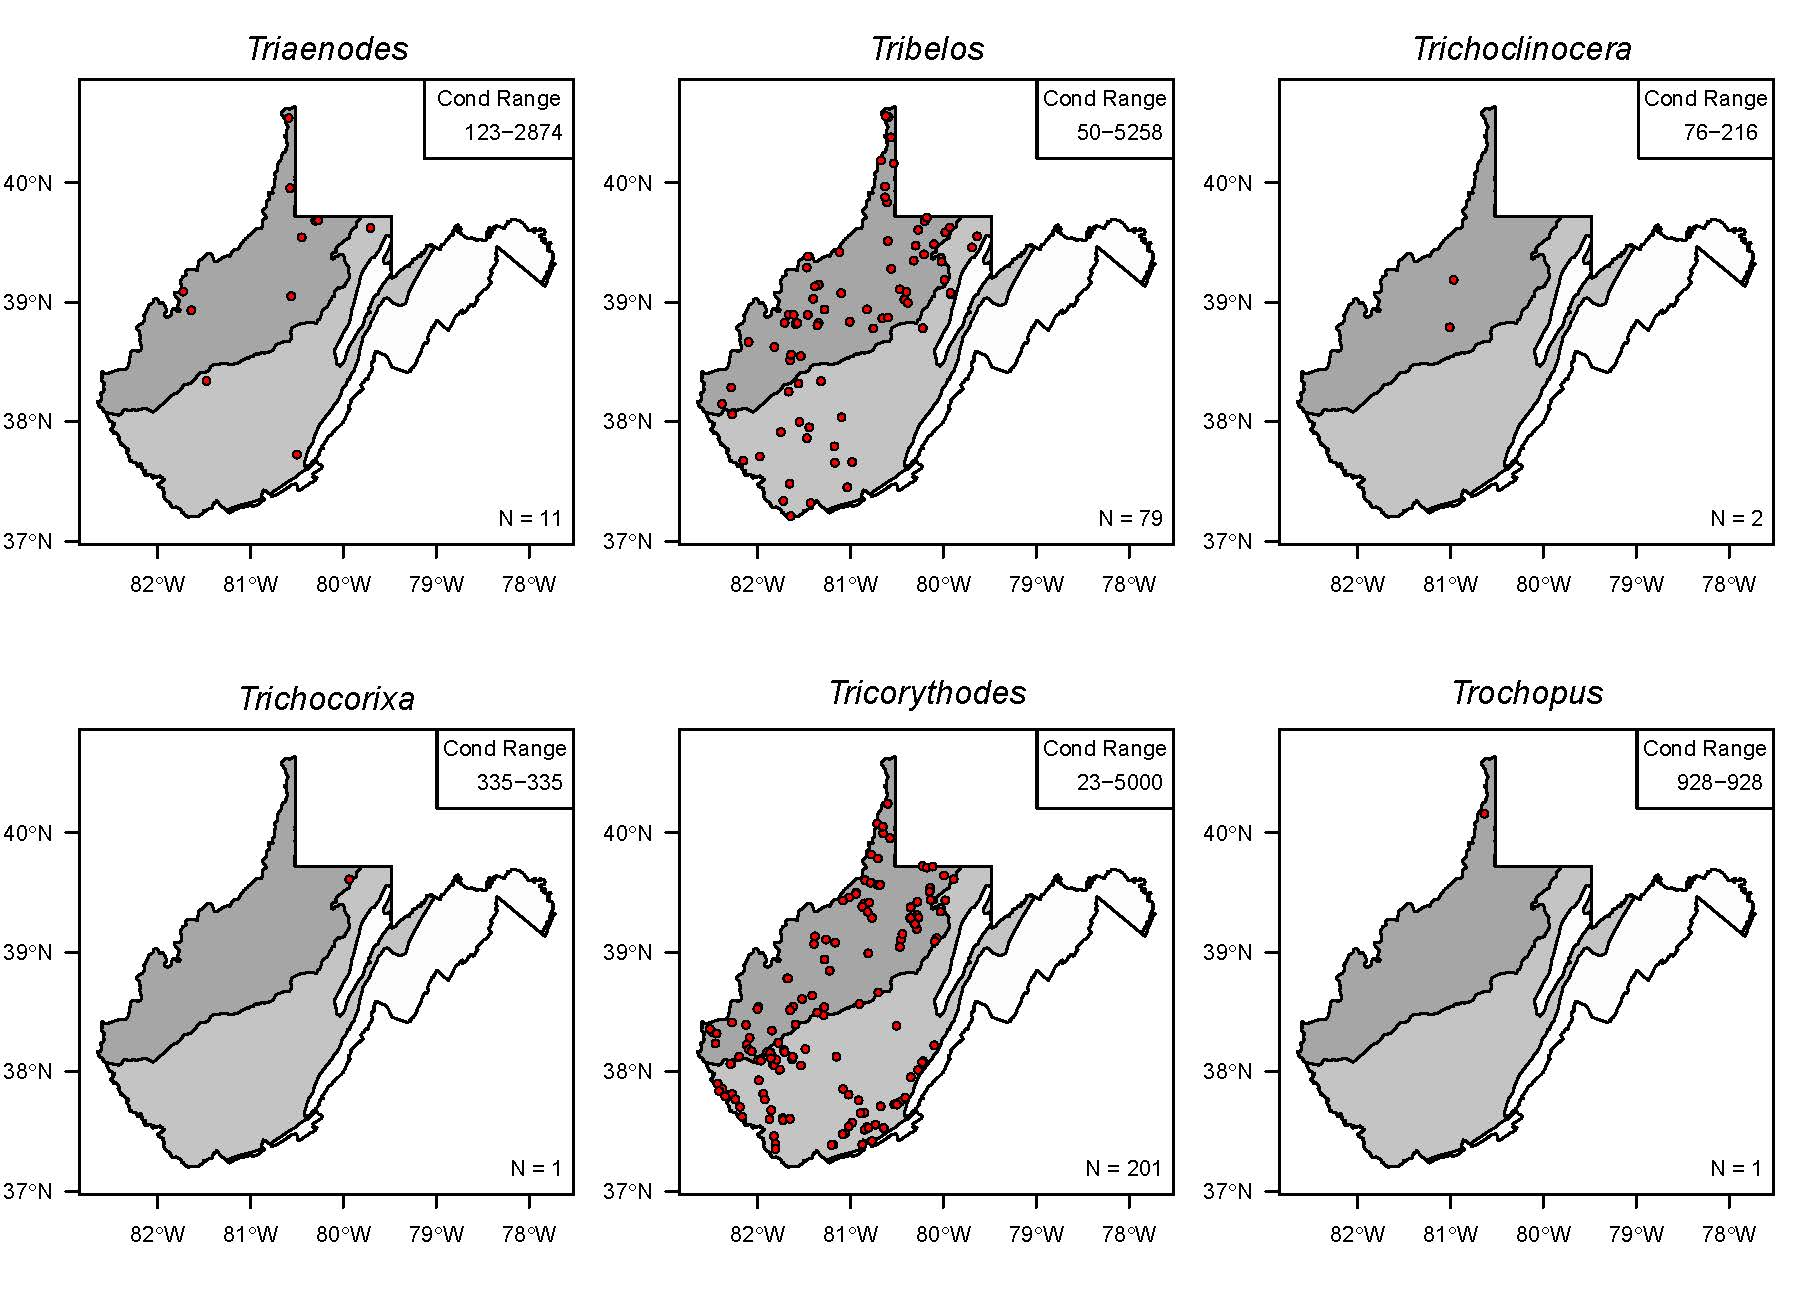 Triaenodes
Cond Range
123−2874
40°N
39°N
38°N
37°N
N = 11
82°W 81°W 80°W 79°W 78°W
Tribelos
Cond Range
50−5258
40°N
39°N
38°N
37°N
N = 79
82°W 81°W 80°W 79°W 78°W
Trichoclinocera
Cond Range
76−216
40°N
39°N
38°N
37°N
N = 2
82°W 81°W 80°W 79°W 78°W
Trichocorixa
Cond Range
335−335
40°N
39°N
38°N
37°N
N = 1
82°W 81°W 80°W 79°W 78°W
Tricorythodes
Cond Range
23−5000
40°N
39°N
38°N
37°N
N = 201
82°W 81°W 80°W 79°W 78°W
Trochopus
Cond Range
928−928
40°N
39°N
38°N
37°N
N = 1
82°W 81°W 80°W 79°W 78°W